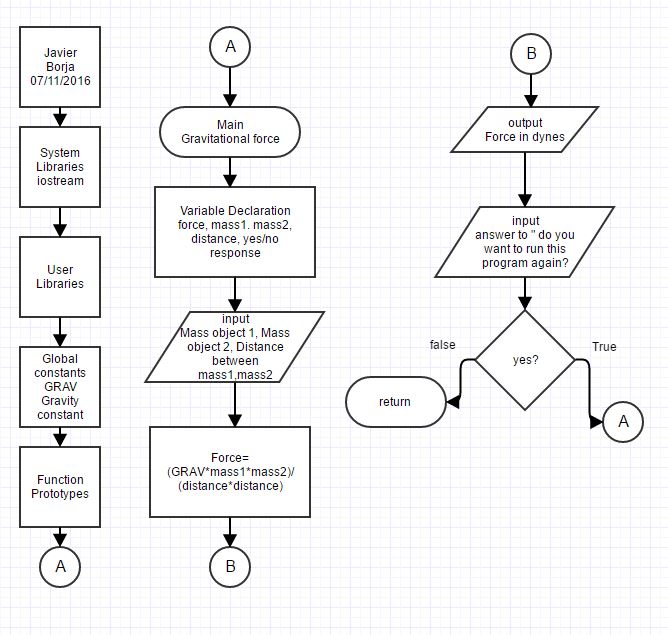 Javier
Borja
07/11/2016
System
Libraries
iostream
User
Libraries
Global
constants
GRAV
Gravity
constant
Function
Prototypes
A
A
Main
Gravitational force
Variable Declaration
force, mass1. mass2,
distance, yes/no
response
input
Mass object 1, Mass
object 2, Distance
between
mass1,mass2
Force=
(GRAV*mass1*mass2)/
(distance*distance)
B
B
output
Force in dynes
input
answer to " do you
want to run this
program again?
yes?
false
True
return
A